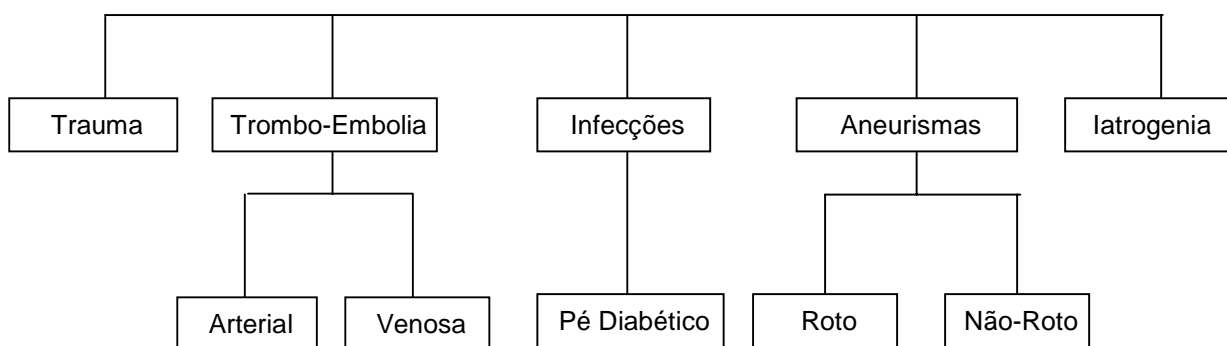 Trauma
Trombo-Embolia
Infecções
Aneurismas
Iatrogenia
Arterial
Venosa
Pé Diabético
Roto
Não-Roto